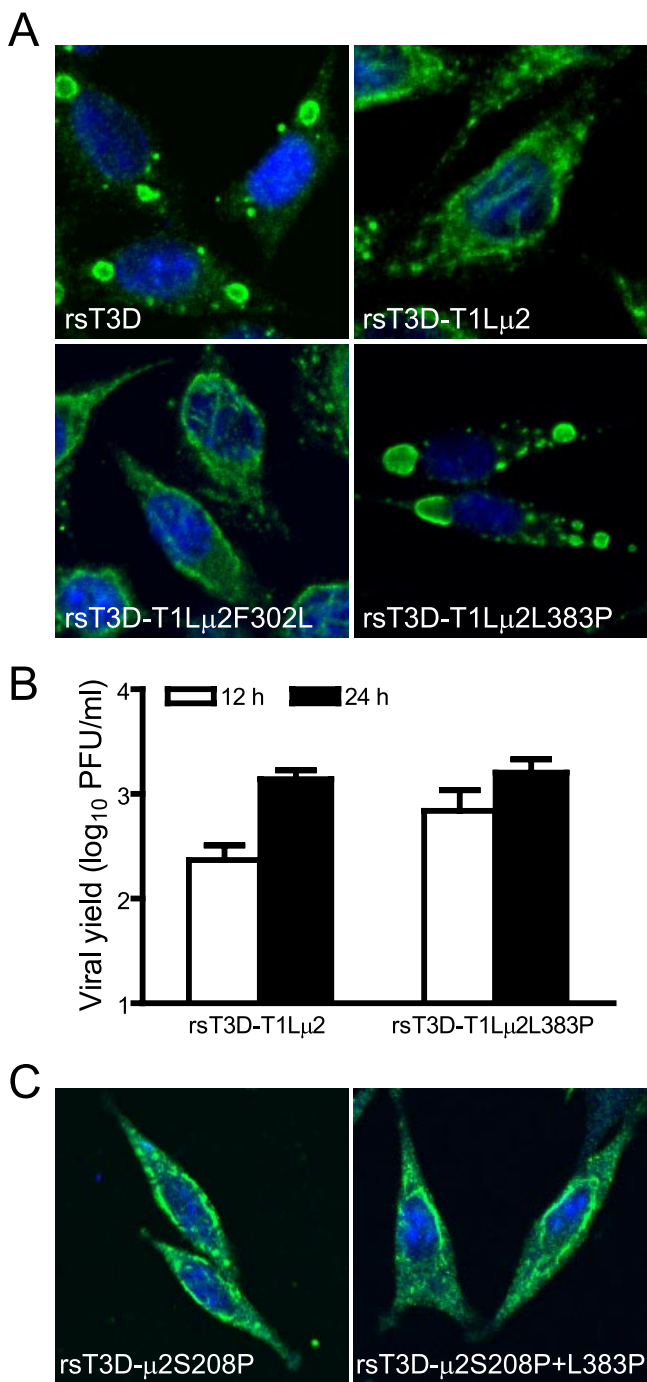 A
rsT3D
rsT3D-T1Lμ2
rsT3D-T1Lμ2F302L
rsT3D-T1Lμ2L383P
B
Viral yield (log10 PFU/ml)
4
3
2
1
12 h
24 h
rsT3D-T1Lμ2
rsT3D-T1Lμ2L383P
C
rsT3D-μ2S208P
rsT3D-μ2S208P+L383P